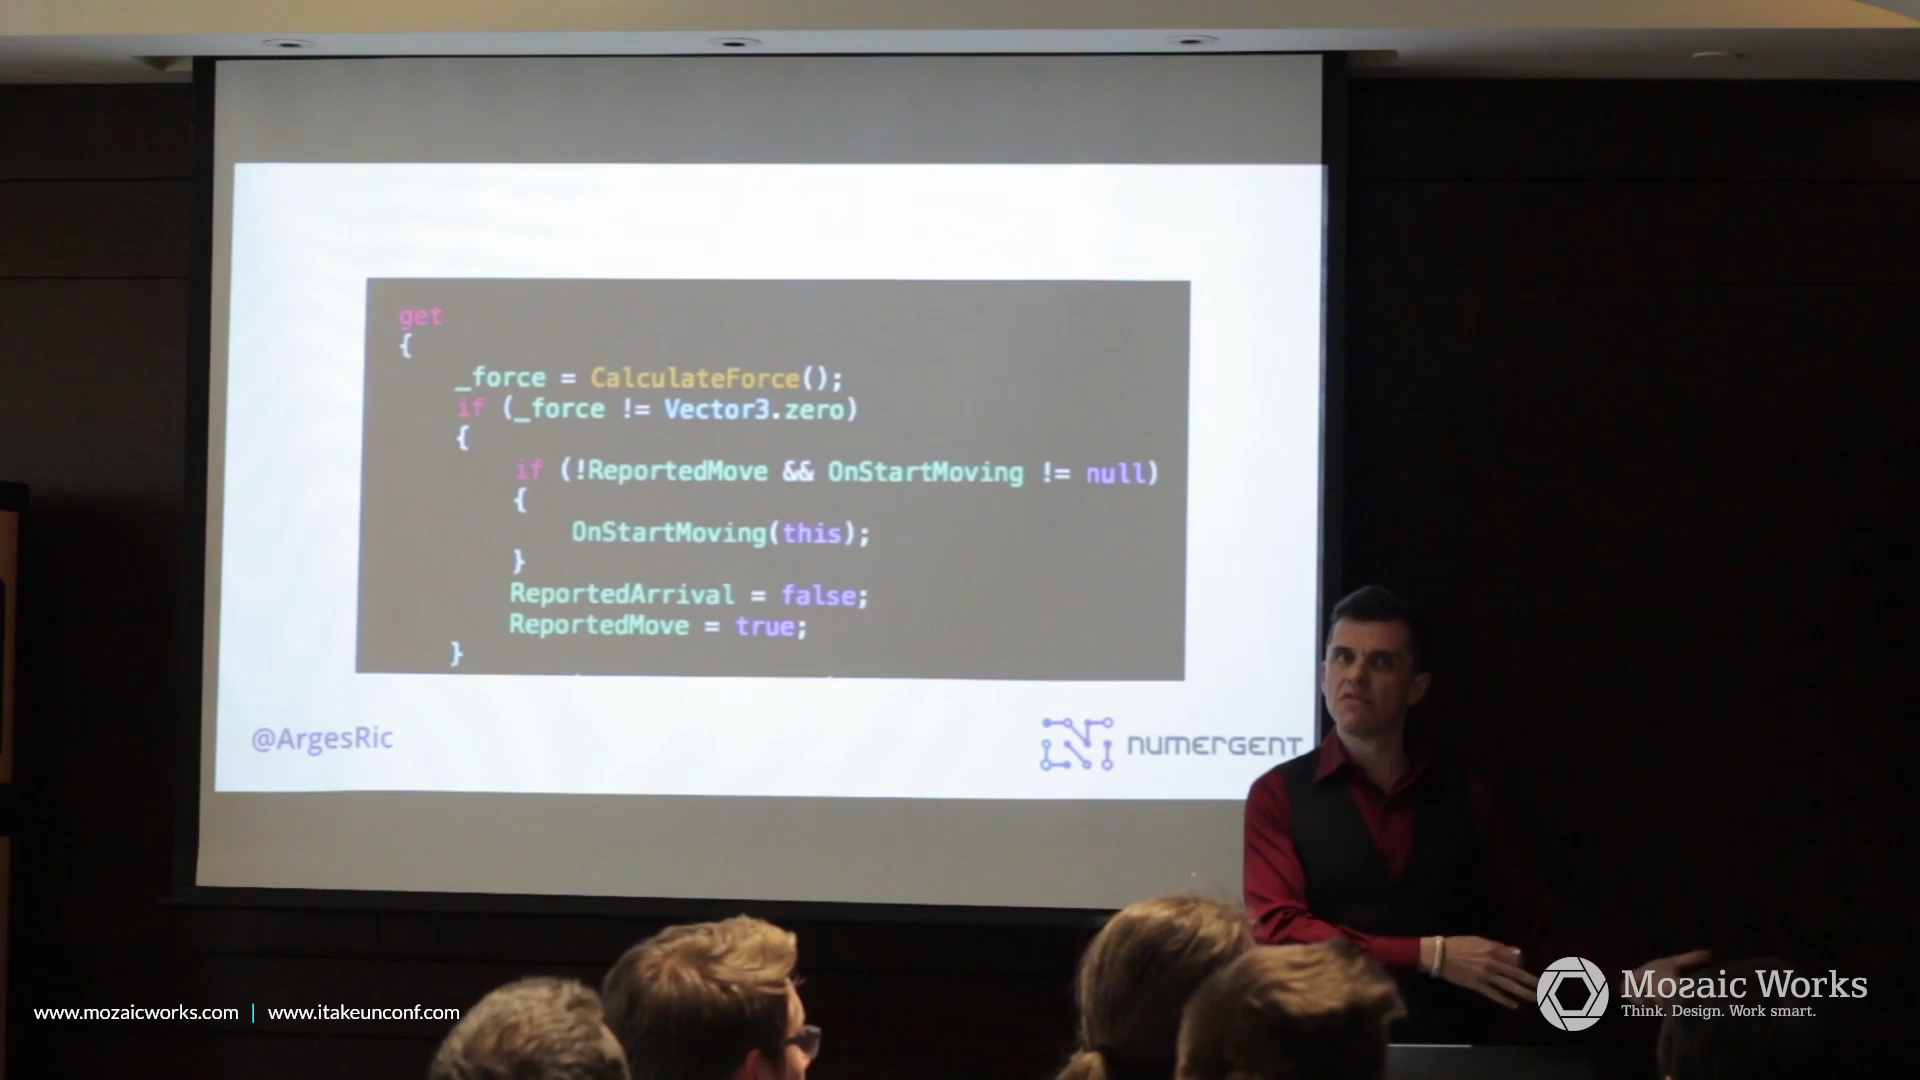 get
{
_force = CalculateForce();
if (_force != Vector3.zero)
{
if (!ReportedMove && OnStartMoving != null)
{
OnStartMoving(this);
}
ReportedArrival = false;
ReportedMove = true;
}
@ArgesRic
NUMERGENT
www.mozaicworks.com | www.itakeunconf.com
Mozaic Works
Think. Design. Work smart.